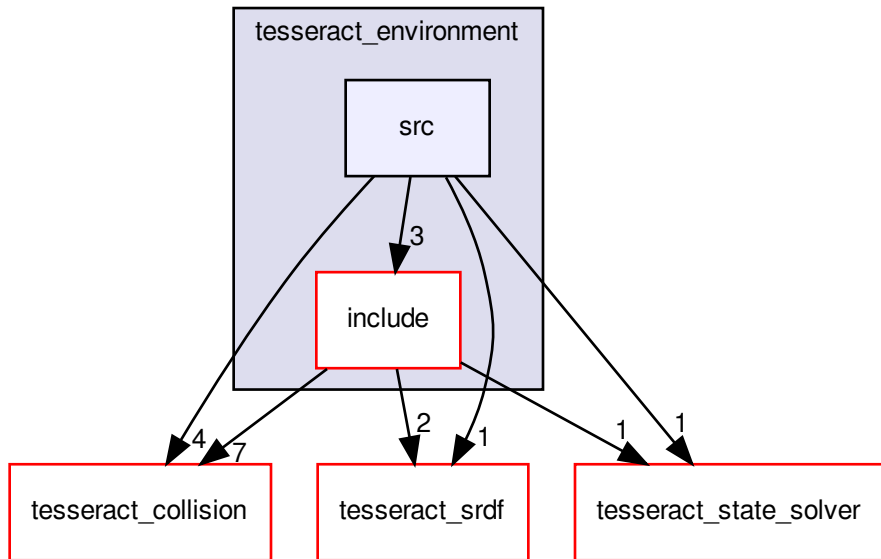 tesseract_environment
src
3
include
4
7
2
1
1
1
tesseract_collision
tesseract_srdf
tesseract_state_solver